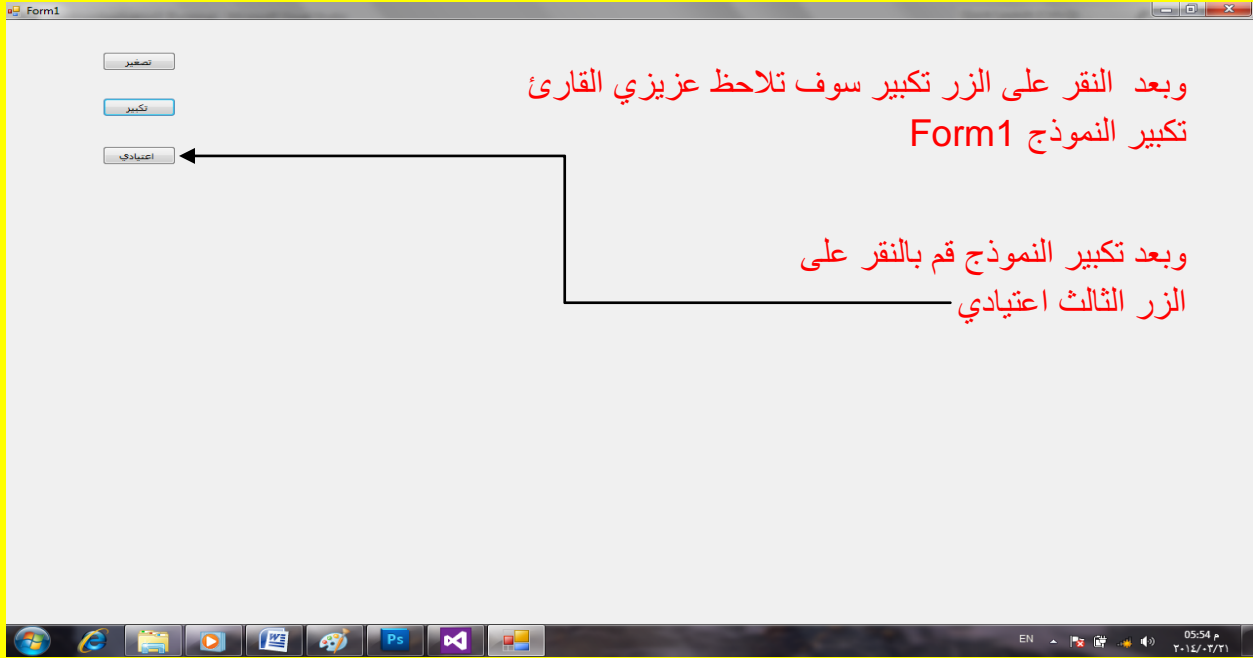 Form1
تصغير
تكبير
اعتيادي
وبعد النقر على الزر تكبير سوف تلاحظ عزيزي القارئ
تكبير النموذج Form1
وبعد تكبير النموذج قم بالنقر على
الزر الثالث اعتيادي
Ps
EN
05:54 م
٢٠١٤/٠٣/٢١